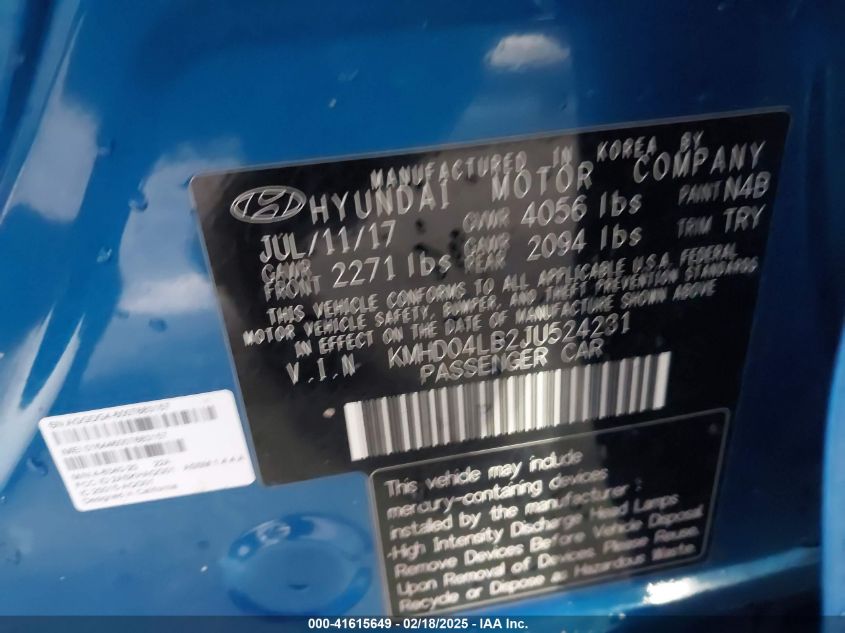 MANUFACTURED IN KOREA BY
HYUNDAI MOTOR COMPANY
JUL/11/17 GVWR 4056 lbs PAINT N4B
GAWR FRONT 2271 lbs GAWR REAR 2094 lbs TRIM TRY
THIS VEHICLE CONFORMS TO ALL APPLICABLE U.S.A. FEDERAL
MOTOR VEHICLE SAFETY, BUMPER, AND THEFT PREVENTION STANDARDS
IN EFFECT ON THE DATE OF MANUFACTURE SHOWN ABOVE
V.I.N KMHD04LB2JU524231
PASSENGER CAR
This vehicle may include
mercury-containing devices
installed by the manufacturer :
-High Intensity Discharge Head Lamps
Remove Devices Before Vehicle Disposal
Upon Removal of Devices, Please Reuse,
Recycle or Dispose as Hazardous Waste
Designed in California
000-41615649 - 02/18/2025 - IAA Inc.